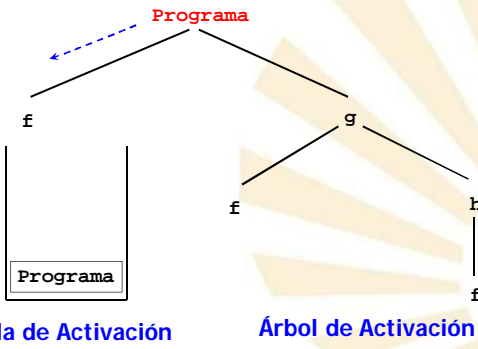 Programa
f
g
f
h
Programa
f
la de Activación
Árbol de Activación